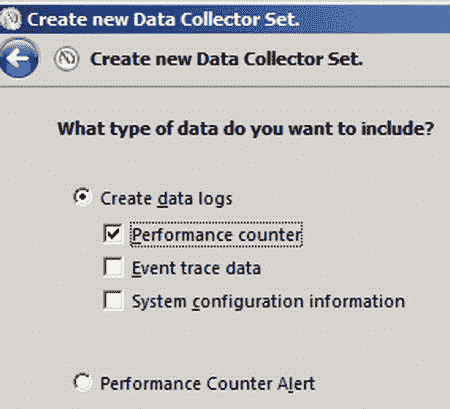 Create new Data Collector Set.
Create new Data Collector Set.
What type of data do you want to include?
Create data logs
Performance counter
Event trace data
System configuration information
Performance Counter Alert